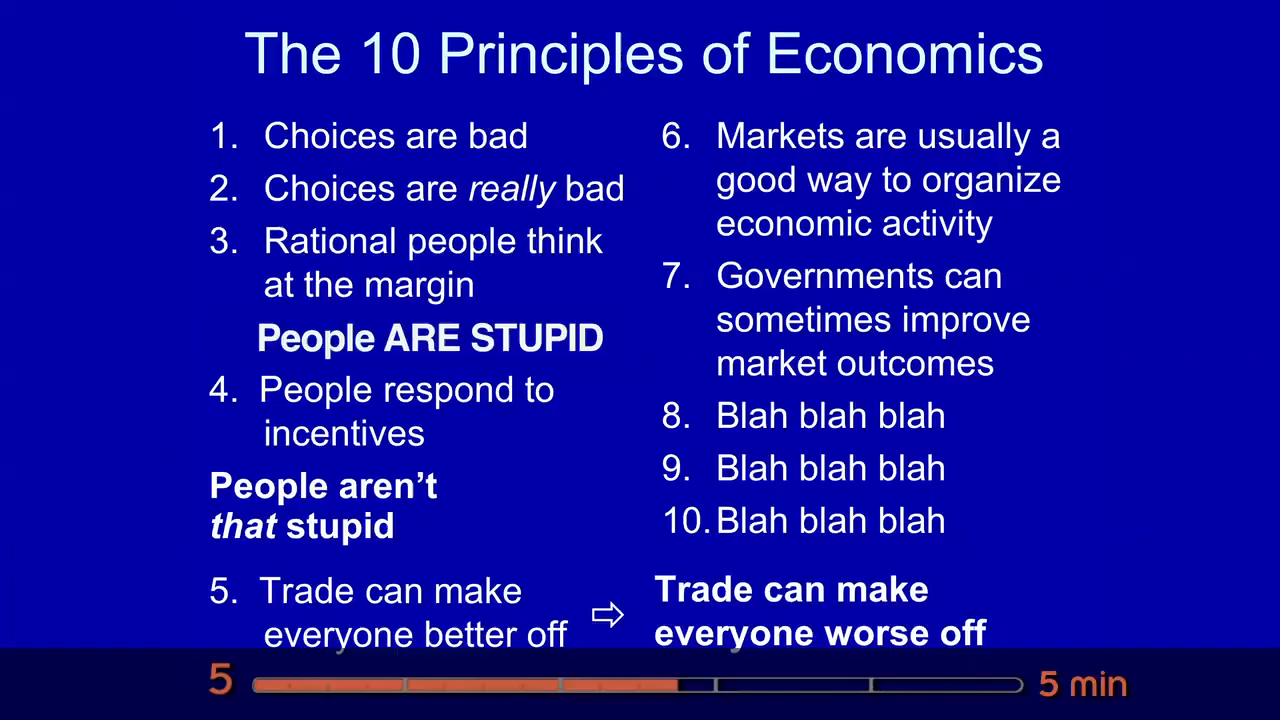 The 10 Principles of Economics
1. Choices are bad
2. Choices are really bad
3. Rational people think
at the margin
People ARE STUPID
4. People respond to
incentives
People aren’t
that stupid
5. Trade can make
everyone better off
6. Markets are usually a
good way to organize
economic activity
7. Governments can
sometimes improve
market outcomes
8. Blah blah blah
9. Blah blah blah
10. Blah blah blah
⇨ Trade can make
everyone worse off
5
5 min